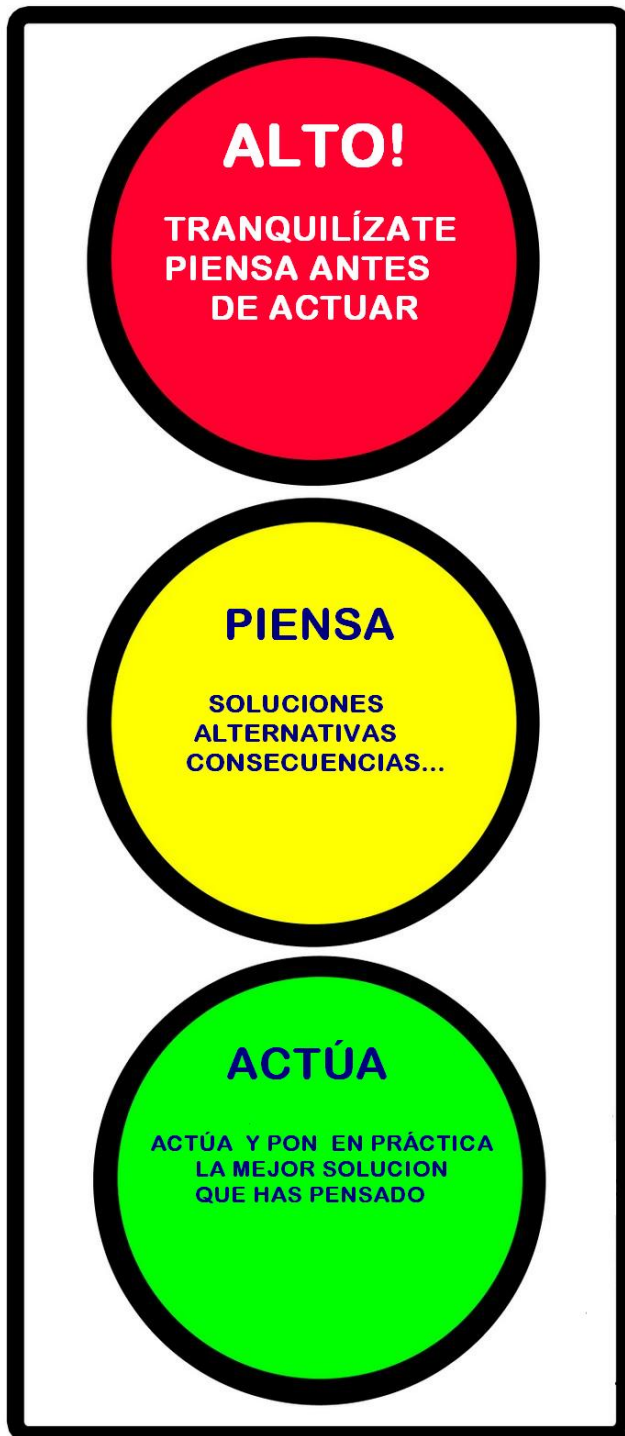 ALTO!
TRANQUILÍZATE
PIENSA ANTES
DE ACTUAR
PIENSA
SOLUCIONES
ALTERNATIVAS
CONSECUENCIAS...
ACTÚA
ACTÚA Y PON EN PRÁCTICA
LA MEJOR SOLUCION
QUE HAS PENSADO